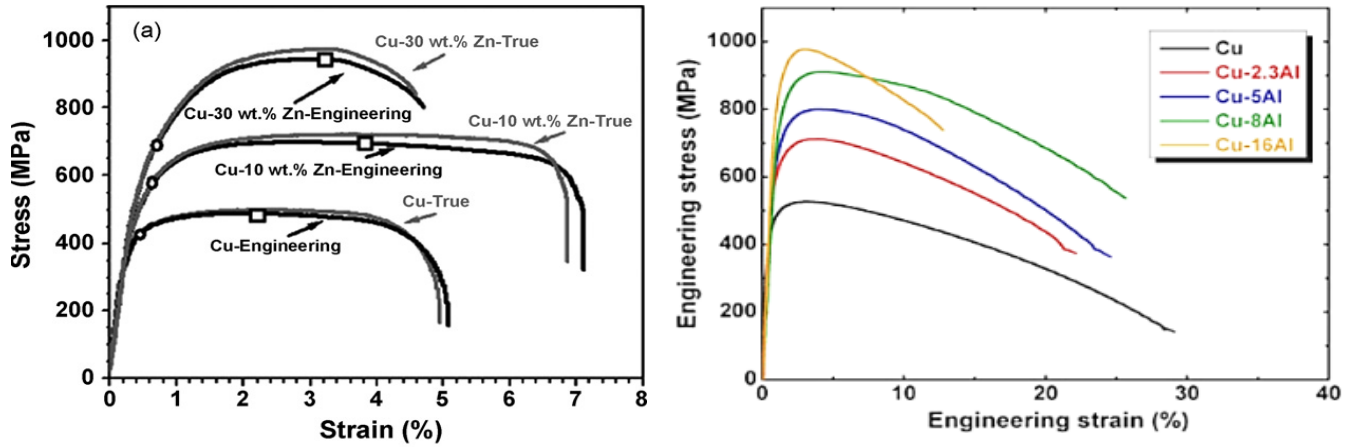 (a)
1000
800
600
400
200
0
Stress (MPa)
Cu-30 wt.% Zn-True
Cu-30 wt.% Zn-Engineering
Cu-10 wt.% Zn-True
Cu-10 wt.% Zn-Engineering
Cu-True
Cu-Engineering
0 1 2 3 4 5 6 7 8
Strain (%)
1000
800
600
400
200
0
Engineering stress (MPa)
Cu
Cu-2.3Al
Cu-5Al
Cu-8Al
Cu-16Al
0 10 20 30 40
Engineering strain (%)